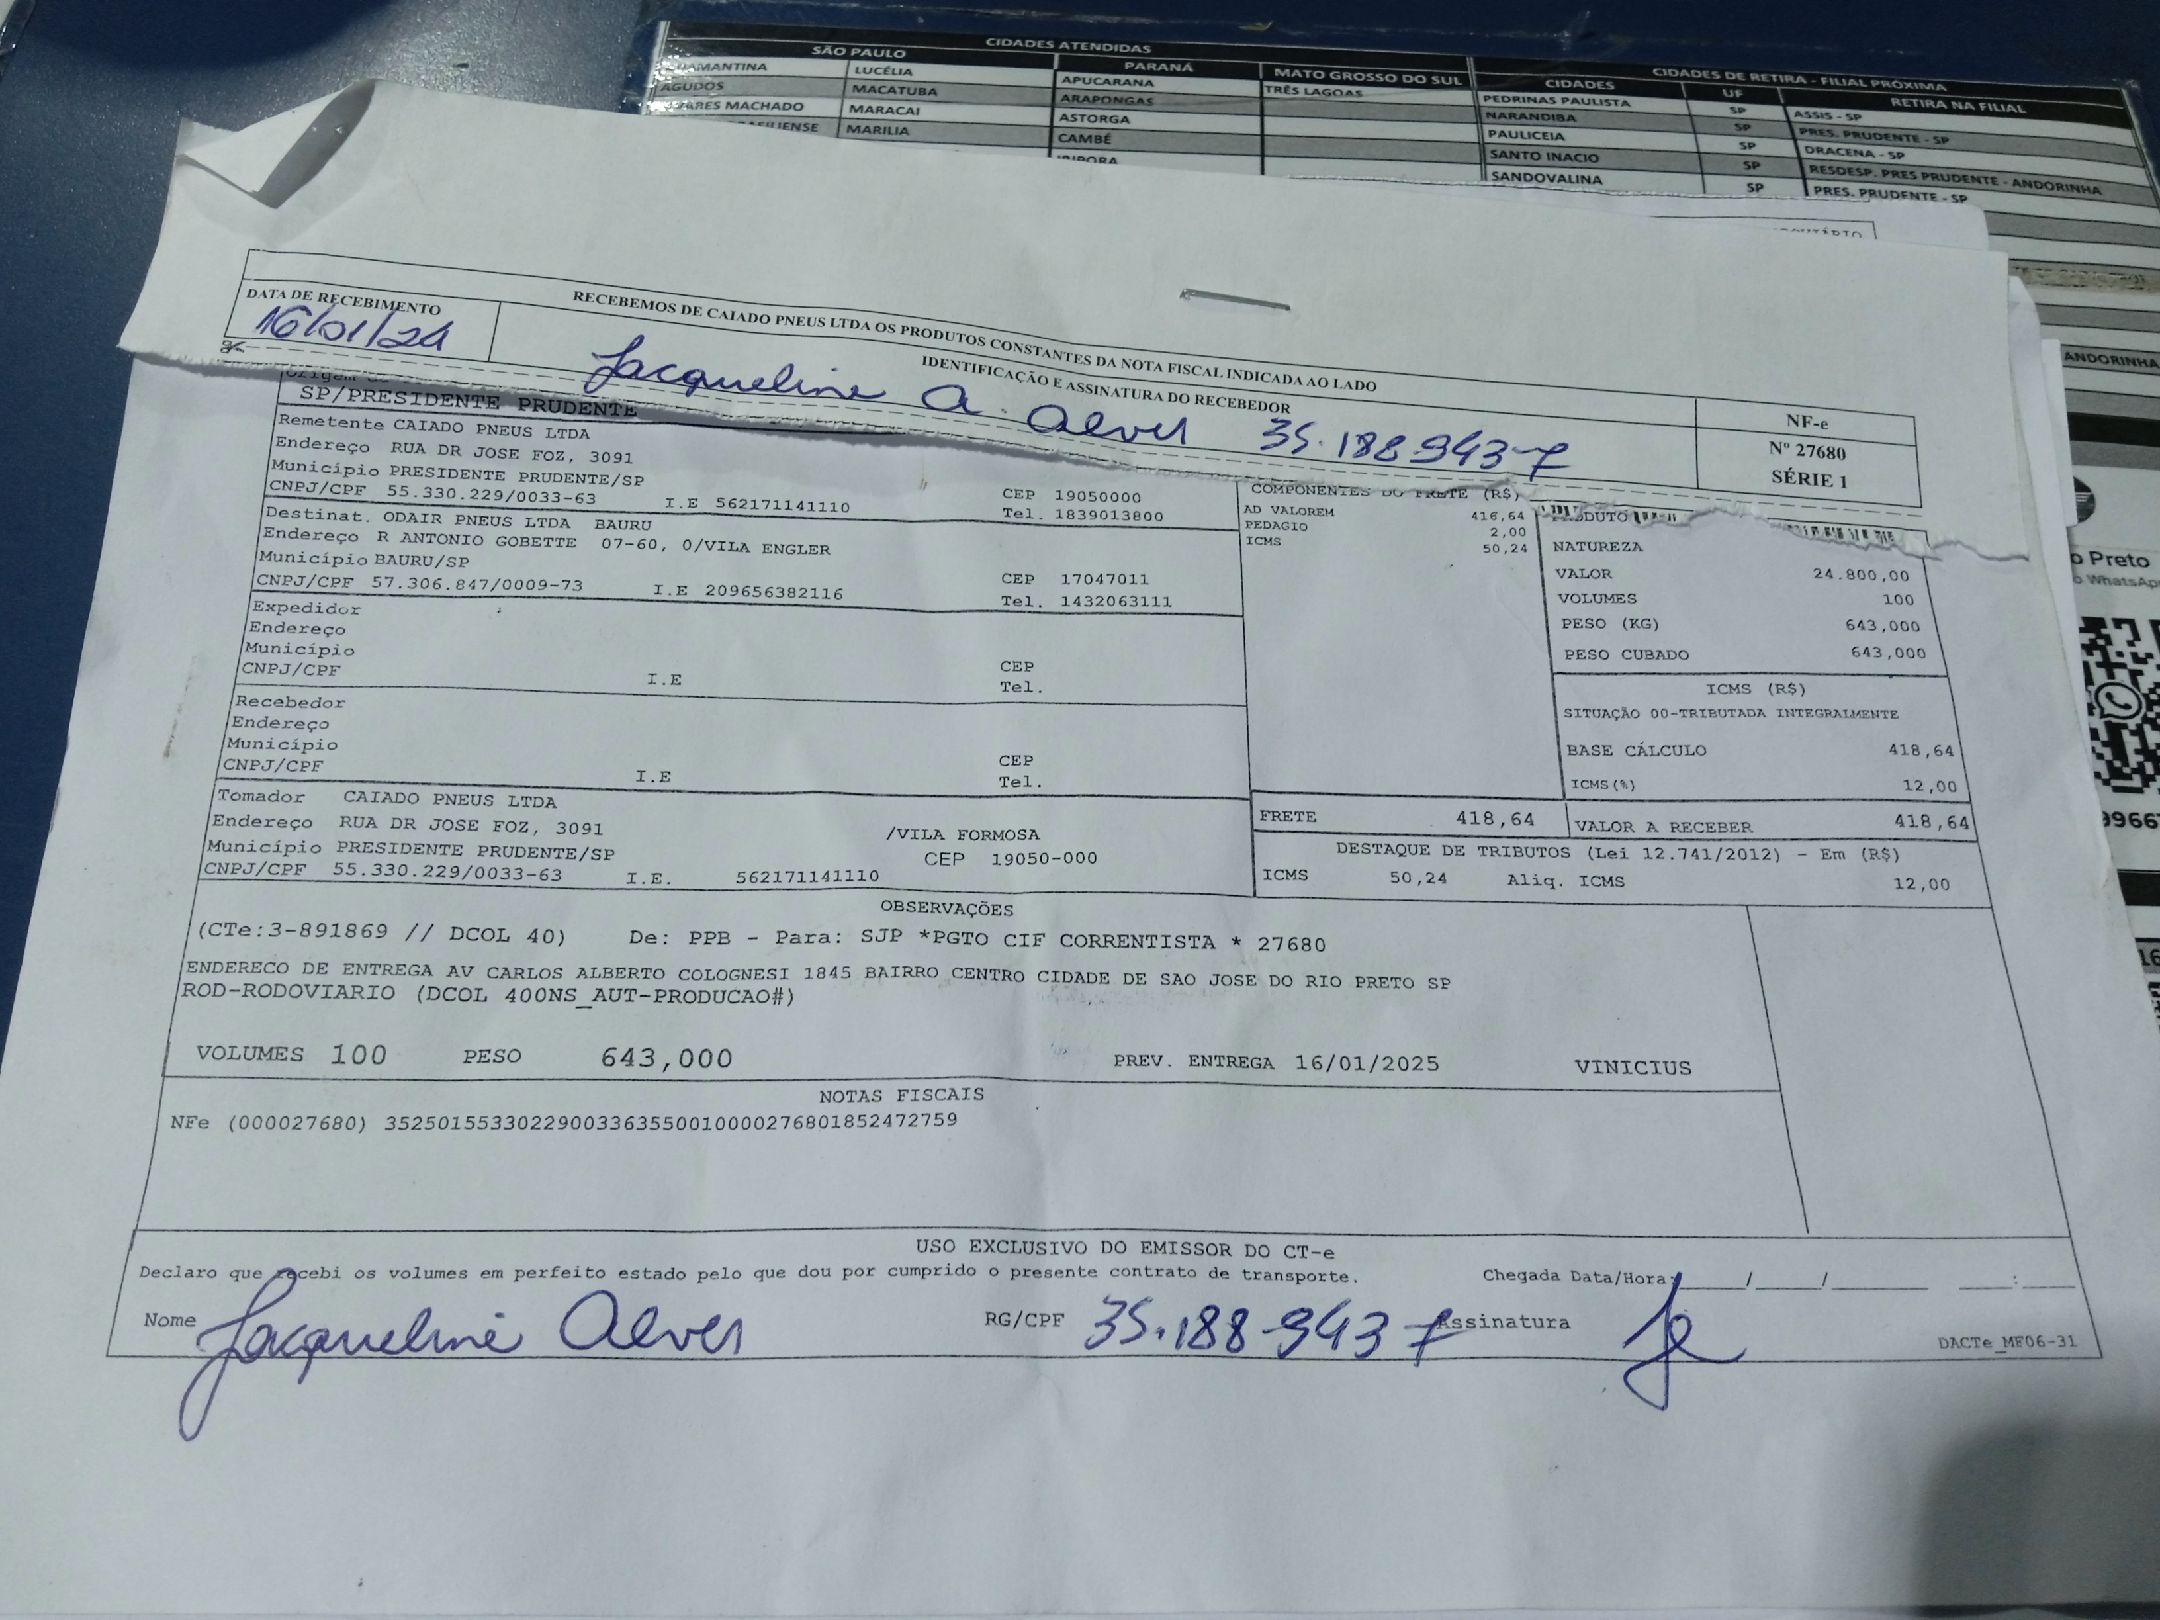 CIDADES ATENDIDAS
SÃO PAULO
PARANÁ
MATO GROSSO DO SUL
CIDADES DE RETIRA - FILIAL PRÓXIMA
CIDADES UF RETIRA NA FILIAL
LUCÉLIA APUCARANA TRÊS LAGOAS PEDRINAS PAULISTA SP ASSIS - SP
AGUDOS MACATUBA ARAPONGAS NARANDIBA SP PRES. PRUDENTE - SP
MACHADO MARACAI ASTORGA PAULICEIA SP DRACENA - SP
MARILIA CAMBÉ SANTO INACIO SP RESDESP. PRES PRUDENTE - ANDORINHA
SANDOVALINA SP PRES. PRUDENTE - SP
ANDORINHA
RECEBEMOS DE CAIADO PNEUS LTDA OS PRODUTOS CONSTANTES DA NOTA FISCAL INDICADA AO LADO
DATA DE RECEBIMENTO
16/01/24
IDENTIFICAÇÃO E ASSINATURA DO RECEBEDOR
Jacqueline A. Alves 35.188.943-7
NF-e
Nº 27680
SÉRIE 1
SP/PRESIDENTE PRUDENTE
Remetente CAIADO PNEUS LTDA
Endereço RUA DR JOSE FOZ, 3091
Município PRESIDENTE PRUDENTE/SP
CEP 19050000
CNPJ/CPF 55.330.229/0033-63 I.E 562171141110 Tel. 1839013800
Destinat. ODAIR PNEUS LTDA BAURU
Endereço R ANTONIO GOBETTE 07-60, 0/VILA ENGLER
Município BAURU/SP CEP 17047011
CNPJ/CPF 57.306.847/0009-73 I.E 209656382116 Tel. 1432063111
Expedidor
Endereço
Município CEP
CNPJ/CPF I.E Tel.
Recebedor
Endereço
Município CEP
CNPJ/CPF I.E Tel.
Tomador CAIADO PNEUS LTDA
Endereço RUA DR JOSE FOZ, 3091 /VILA FORMOSA
Município PRESIDENTE PRUDENTE/SP CEP 19050-000
CNPJ/CPF 55.330.229/0033-63 I.E. 562171141110
COMPONENTES DO FRETE (R$)
AD VALOREM 416,64
PEDAGIO 2,00
ICMS 50,24
PRODUTO
NATUREZA
VALOR 24.800,00
VOLUMES 100
PESO (KG) 643,000
PESO CUBADO 643,000
ICMS (R$)
SITUAÇÃO 00-TRIBUTADA INTEGRALMENTE
BASE CÁLCULO 418,64
ICMS(%) 12,00
FRETE 418,64 VALOR A RECEBER 418,64
DESTAQUE DE TRIBUTOS (Lei 12.741/2012) - Em (R$)
ICMS 50,24 Aliq. ICMS 12,00
OBSERVAÇÕES
(CTe:3-891869 // DCOL 40) De: PPB - Para: SJP *PGTO CIF CORRENTISTA * 27680
ENDERECO DE ENTREGA AV CARLOS ALBERTO COLOGNESI 1845 BAIRRO CENTRO CIDADE DE SAO JOSE DO RIO PRETO SP
ROD-RODOVIARIO (DCOL 400NS_AUT-PRODUCAO#)
VOLUMES 100 PESO 643,000 PREV. ENTREGA 16/01/2025 VINICIUS
NOTAS FISCAIS
NFe (000027680) 35250155330229003363550010000276801852472759
USO EXCLUSIVO DO EMISSOR DO CT-e
Declaro que recebi os volumes em perfeito estado pelo que dou por cumprido o presente contrato de transporte. Chegada Data/Hora: / / :
Nome Jacqueline Alves RG/CPF 35.188-943 7 Assinatura
DACTe_MF06-31
Preto
WhatsApp